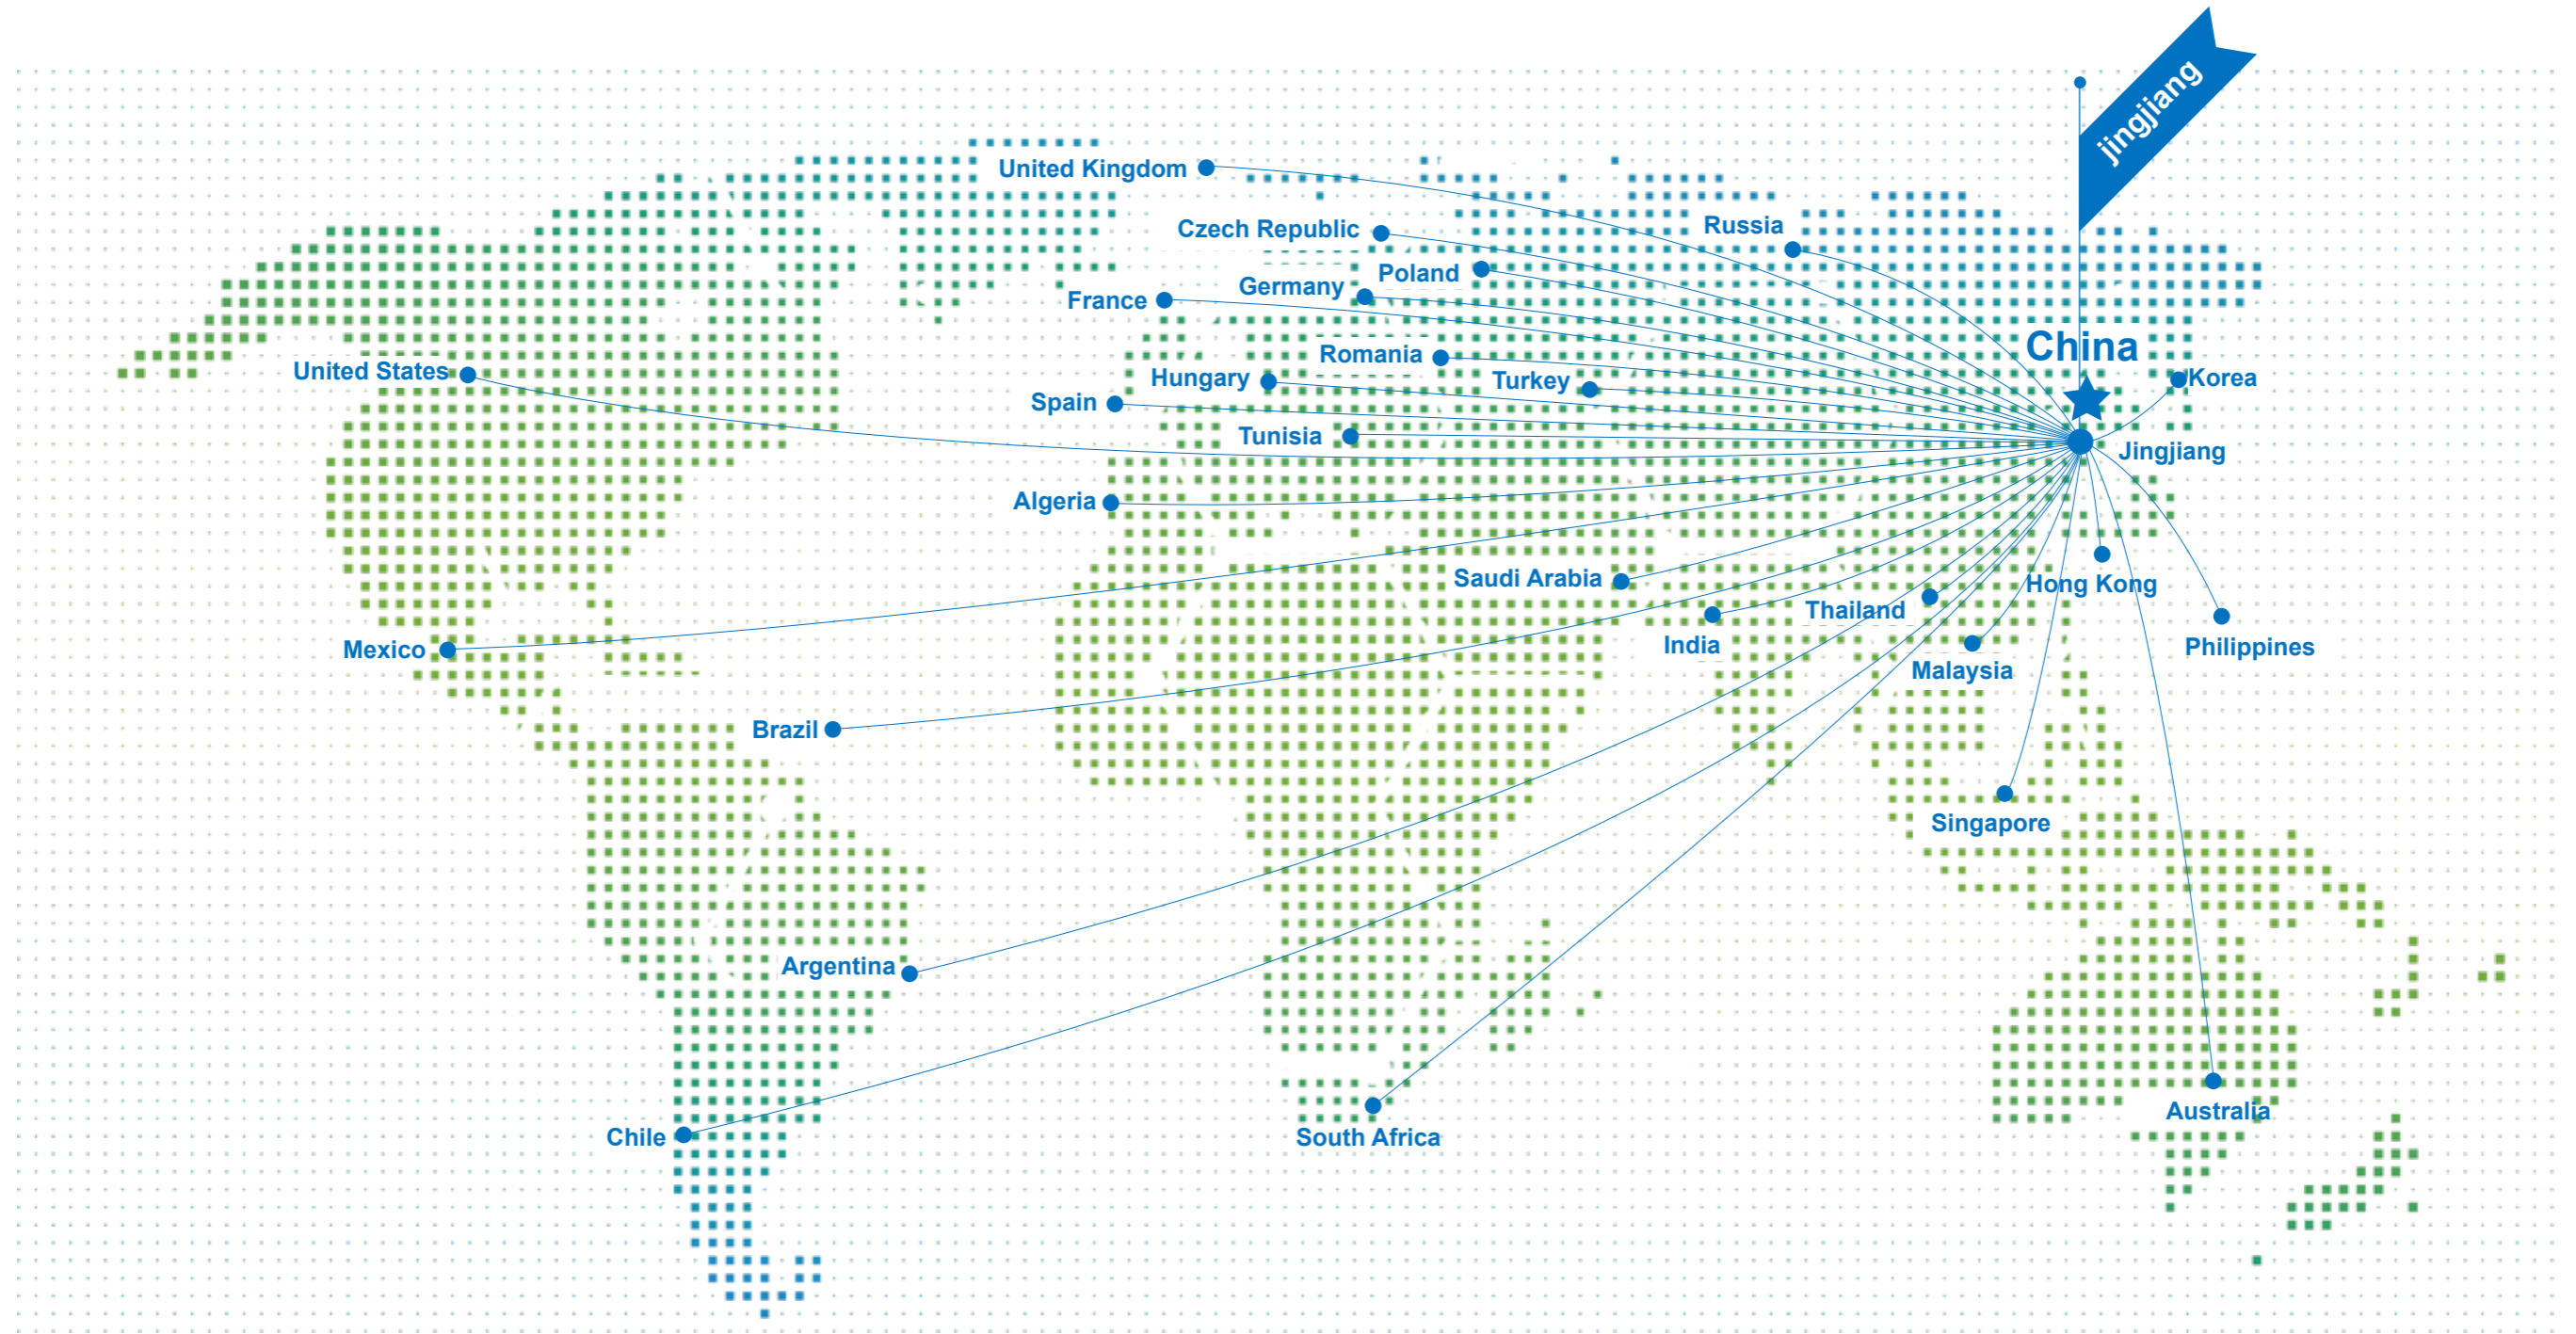 jingjiang
United Kingdom
Czech Republic
Russia
Poland
Germany
France
China
Romania
United States
Hungary
Turkey
Korea
Spain
Tunisia
Jingjiang
Algeria
Saudi Arabia
Hong Kong
Thailand
India
Philippines
Mexico
Malaysia
Brazil
Singapore
Argentina
Australia
Chile
South Africa